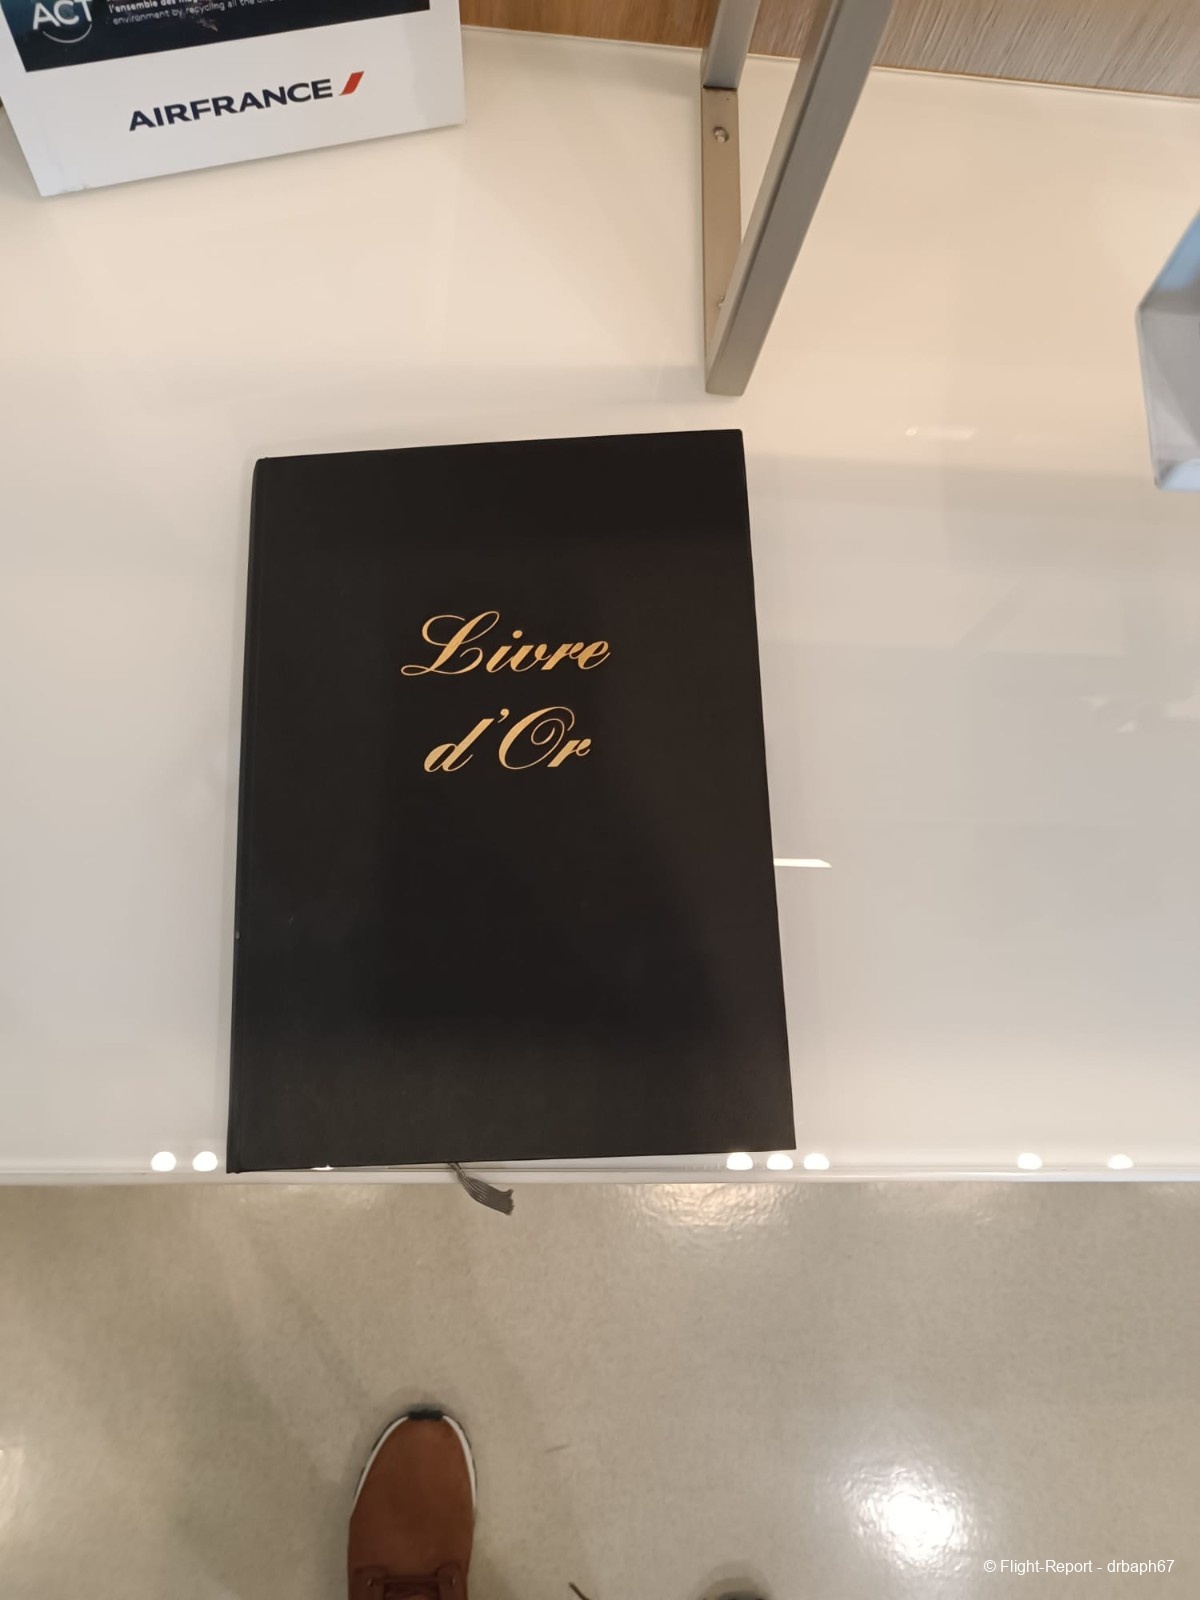 ACT
l'ensemble des
environment by recycling all the
AIRFRANCE
Livre
d'Or
© Flight-Report - drbaph67